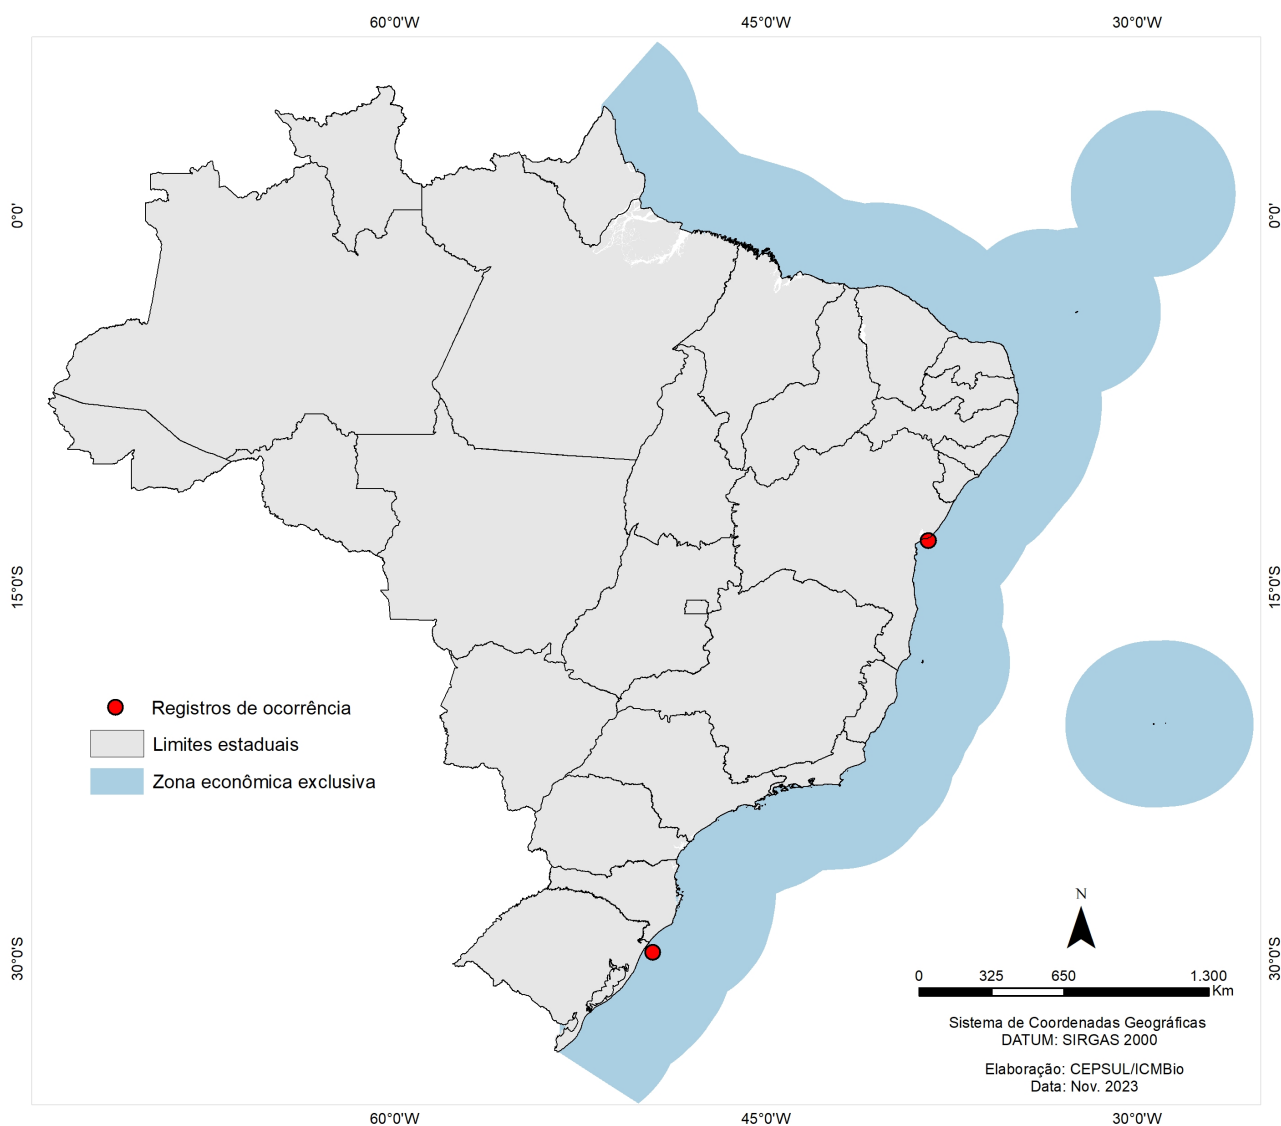 60°0'W 45°0'W 30°0'W
0°0' 0°0'
15°0'S 15°0'S
Registros de ocorrência
Limites estaduais
Zona econômica exclusiva
N
30°0'S 30°0'S
0 325 650 1.300
Km
Sistema de Coordenadas Geográficas
DATUM: SIRGAS 2000
Elaboração: CEPSUL/ICMBio
Data: Nov. 2023
60°0'W 45°0'W 30°0'W